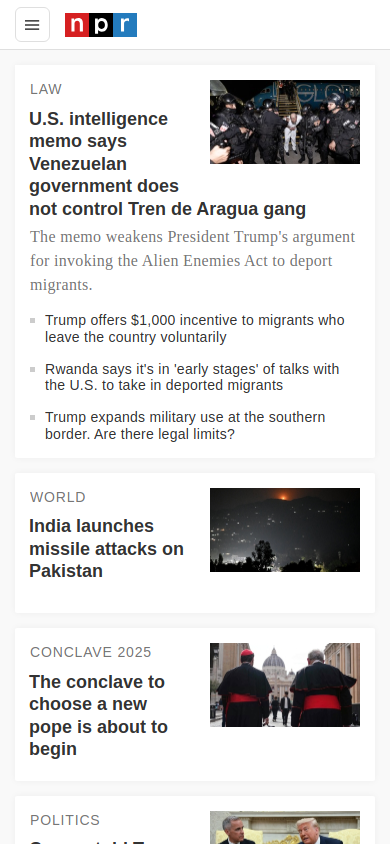 npr
LAW
U.S. intelligence
memo says
Venezuelan
government does
not control Tren de Aragua gang
The memo weakens President Trump's argument
for invoking the Alien Enemies Act to deport
migrants.
Trump offers $1,000 incentive to migrants who
leave the country voluntarily
Rwanda says it's in 'early stages' of talks with
the U.S. to take in deported migrants
Trump expands military use at the southern
border. Are there legal limits?
WORLD
India launches
missile attacks on
Pakistan
CONCLAVE 2025
The conclave to
choose a new
pope is about to
begin
POLITICS